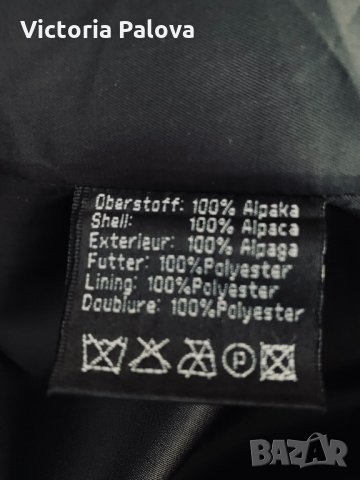 Victoria Palova
Oberstoff: 100% Alpaka
Shell: 100% Alpaca
Exterieur: 100% Alpaga
Futter: 100%Polyester
Lining: 100%Polyester
Doublure: 100%Polyester
P
BAZAR